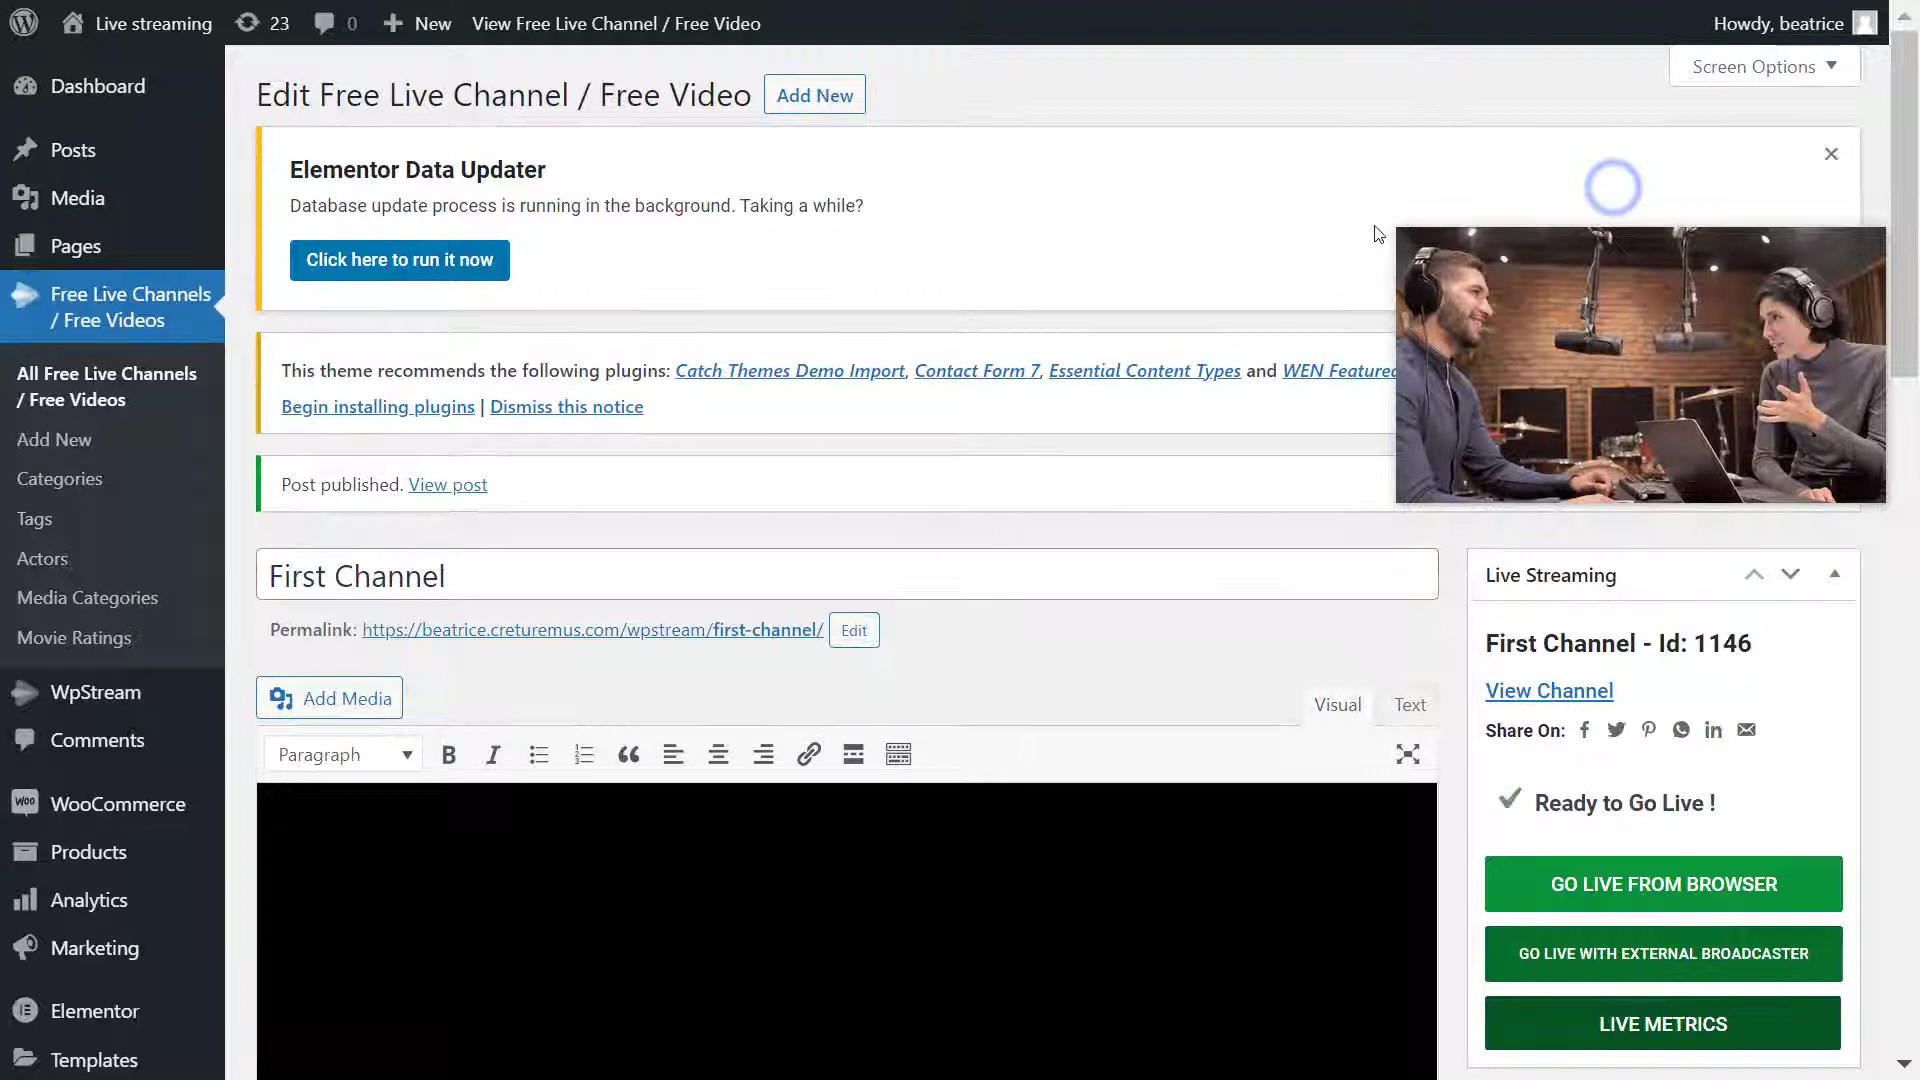 Live streaming 23 0 New View Free Live Channel / Free Video Howdy, beatrice
Screen Options
Dashboard
Posts
Media
Pages
Free Live Channels
/ Free Videos
All Free Live Channels
/ Free Videos
Add New
Categories
Tags
Actors
Media Categories
Movie Ratings
WpStream
Comments
WooCommerce
Products
Analytics
Marketing
Elementor
Templates
Edit Free Live Channel / Free Video Add New
Elementor Data Updater
Database update process is running in the background. Taking a while?
Click here to run it now
This theme recommends the following plugins: Catch Themes Demo Import, Contact Form 7, Essential Content Types and WEN Featured
Begin installing plugins | Dismiss this notice
Post published. View post
First Channel
Permalink: https://beatrice.creturemus.com/wpstream/first-channel/ Edit
Add Media
Visual Text
Paragraph B I
Live Streaming
First Channel - Id: 1146
View Channel
Share On:
Ready to Go Live !
GO LIVE FROM BROWSER
GO LIVE WITH EXTERNAL BROADCASTER
LIVE METRICS